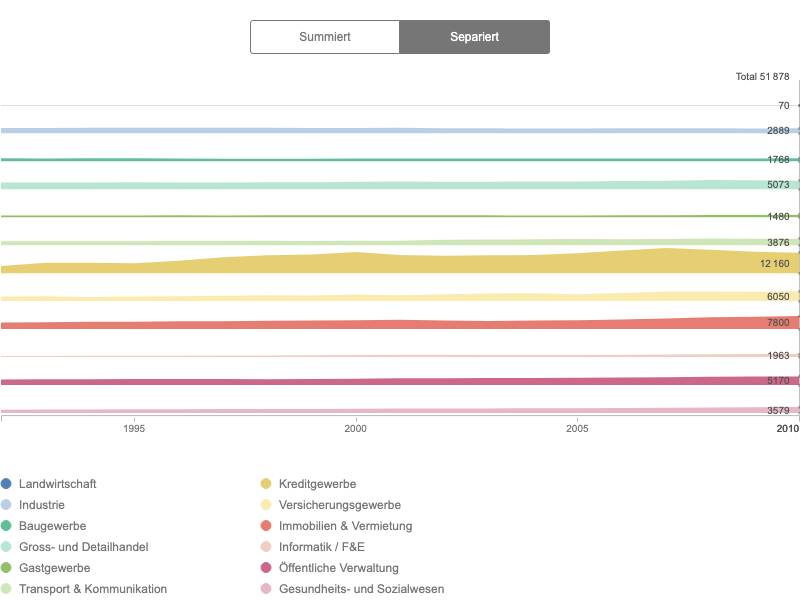 Summiert
Separiert
Total 51 878
70
2889
1768
5073
1480
3876
12 160
6050
7800
1963
5170
3579
1995
2000
2005
2010
Landwirtschaft
Industrie
Baugewerbe
Gross- und Detailhandel
Gastgewerbe
Transport & Kommunikation
Kreditgewerbe
Versicherungsgewerbe
Immobilien & Vermietung
Informatik / F&E
Öffentliche Verwaltung
Gesundheits- und Sozialwesen